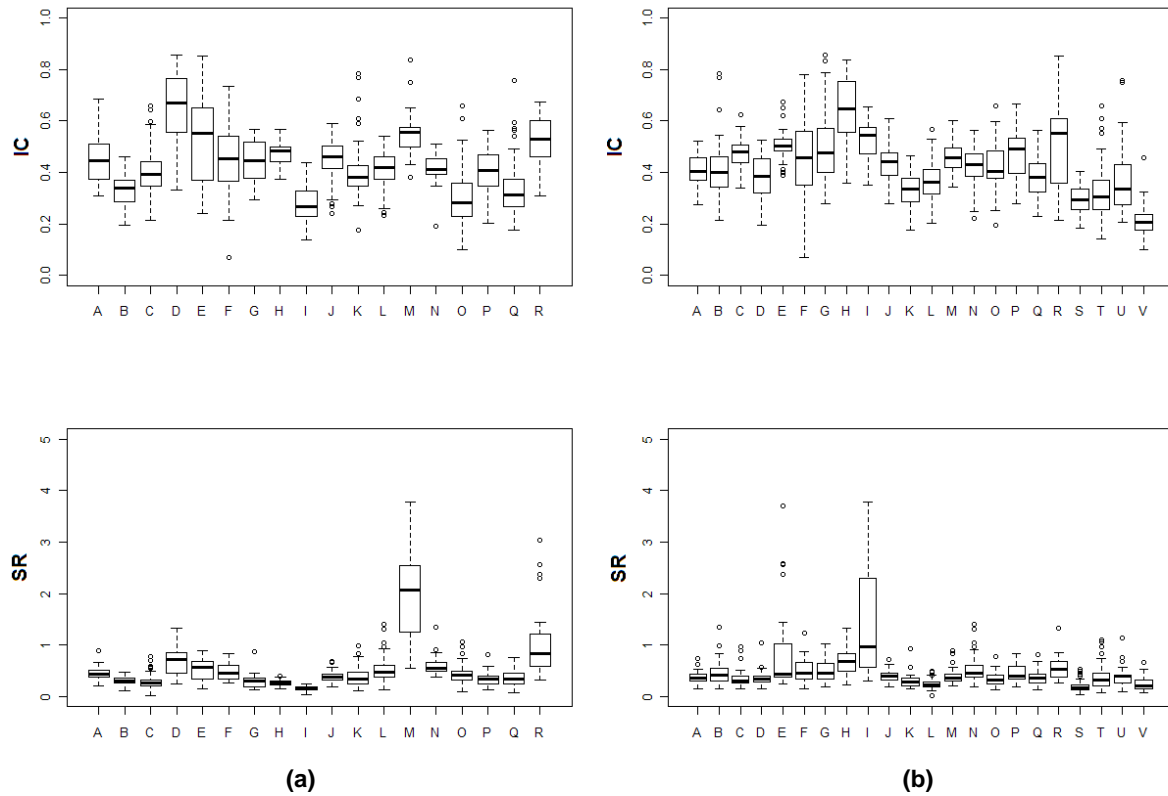 IC
1.0
0.8
0.6
0.4
0.2
0.0
A B C D E F G H I J K L M N O P Q R
IC
1.0
0.8
0.6
0.4
0.2
0.0
A B C D E F G H I J K L M N O P Q R S T U V
SR
5
4
3
2
1
0
A B C D E F G H I J K L M N O P Q R
(a)
SR
5
4
3
2
1
0
A B C D E F G H I J K L M N O P Q R S T U V
(b)